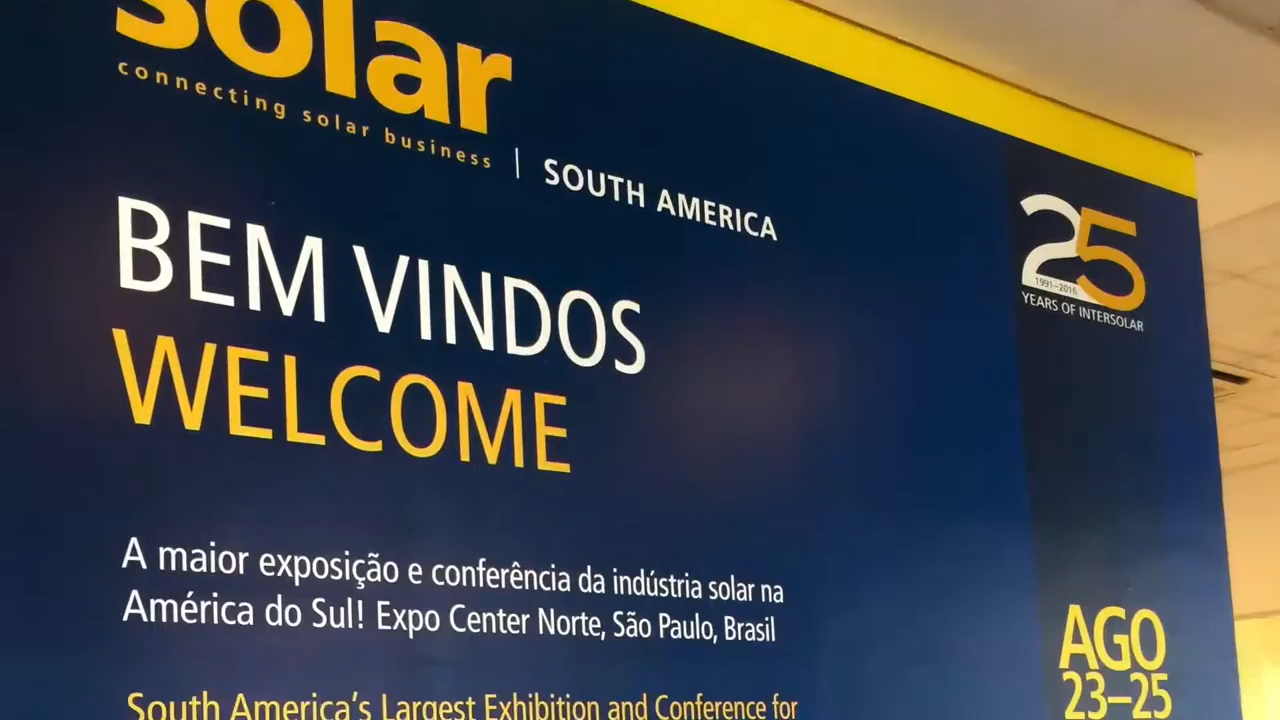 solar
connecting solar business
| SOUTH AMERICA
BEM VINDOS
WELCOME
25
1991–2016
YEARS OF INTERSOLAR
A maior exposição e conferência da indústria solar na
América do Sul! Expo Center Norte, São Paulo, Brasil
South America's Largest Exhibition and Conference for
AGO
23–25